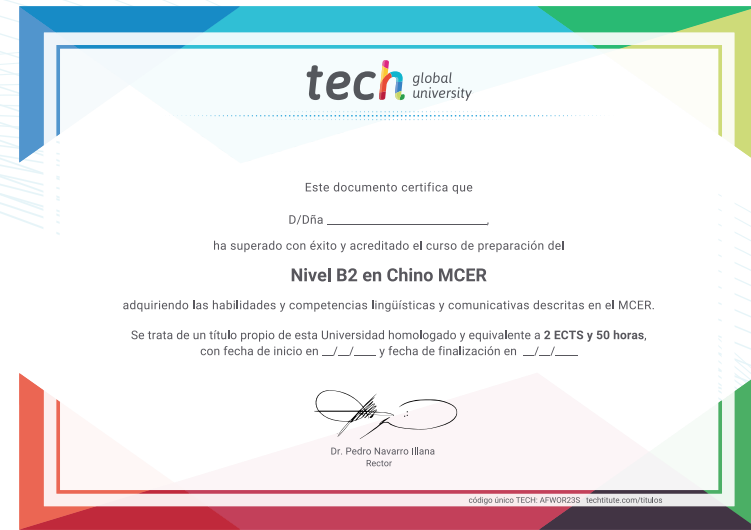 tech global university
Este documento certifica que
D/Dña ______________________,
ha superado con éxito y acreditado el curso de preparación del
Nivel B2 en Chino MCER
adquiriendo las habilidades y competencias lingüísticas y comunicativas descritas en el MCER.
Se trata de un título propio de esta Universidad homologado y equivalente a 2 ECTS y 50 horas,
con fecha de inicio en __/__/____ y fecha de finalización en __/__/____
Dr. Pedro Navarro Illana
Rector
código único TECH: AFWOR23S techtitute.com/titulos